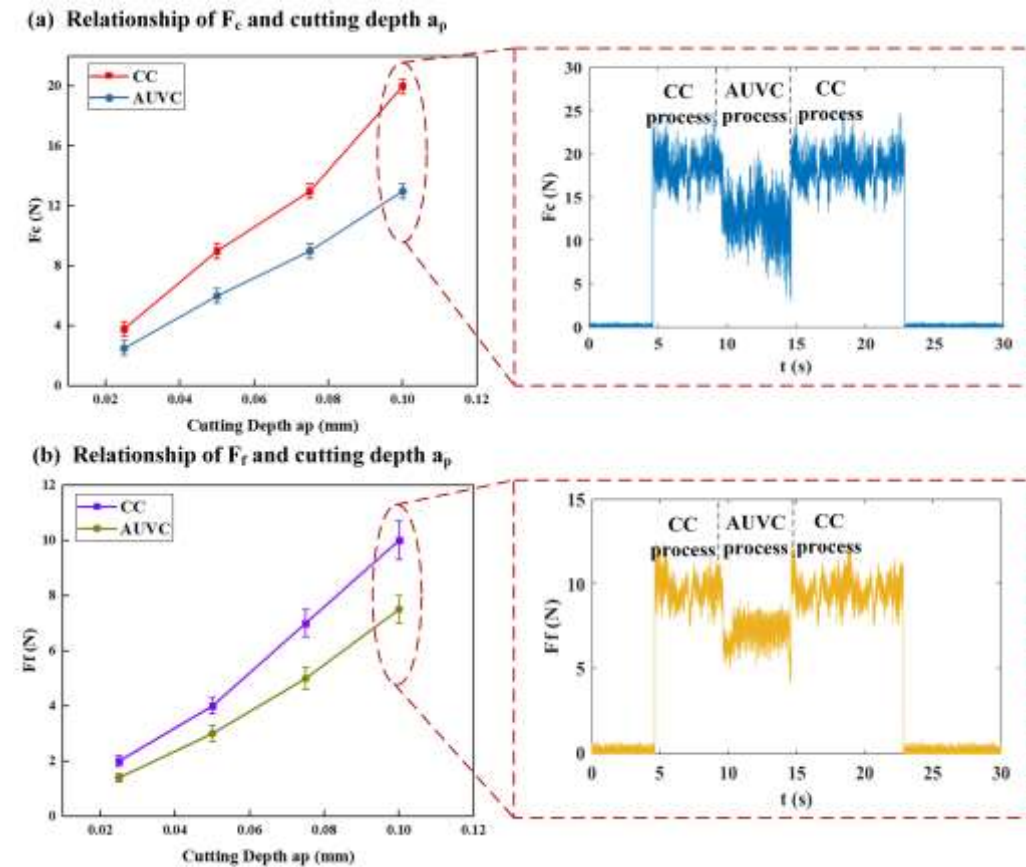 (a) Relationship of Fc and cutting depth ap
CC
AUVC
20
16
12
8
4
0
Fc (N)
0.02 0.04 0.06 0.08 0.10 0.12
Cutting Depth ap (mm)
30
25
20
15
10
5
0
Fc (N)
CC process
AUVC process
CC process
0 5 10 15 20 25 30
t (s)
(b) Relationship of Ff and cutting depth ap
CC
AUVC
12
10
8
6
4
2
0
Ff (N)
0.02 0.04 0.06 0.08 0.10 0.12
Cutting Depth ap (mm)
15
10
5
0
Ff (N)
CC process
AUVC process
CC process
0 5 10 15 20 25 30
t (s)